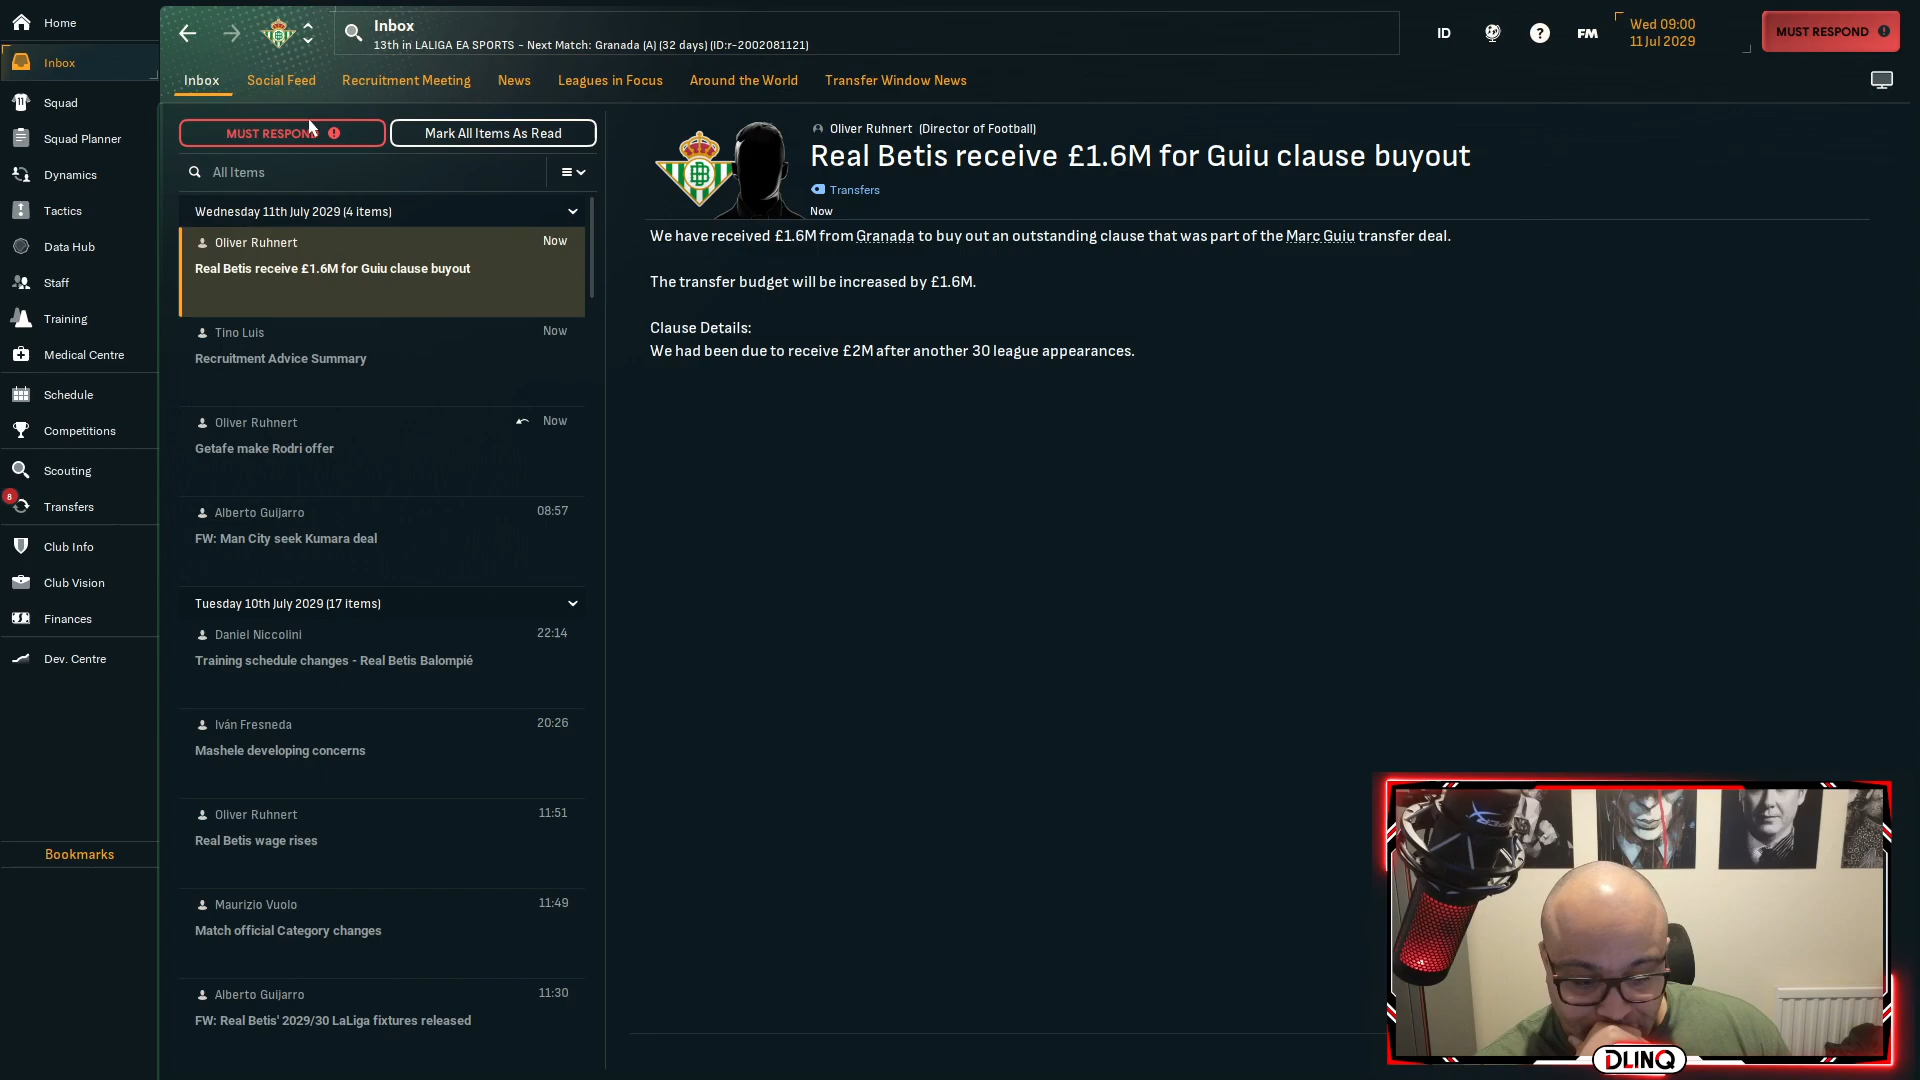 Home
Inbox
Squad
Squad Planner
Dynamics
Tactics
Data Hub
Staff
Training
Medical Centre
Schedule
Competitions
Scouting
8
Transfers
Club Info
Club Vision
Finances
Dev. Centre
Bookmarks
Inbox
13th in LALIGA EA SPORTS - Next Match: Granada (A) (32 days) (ID:r-2002081121)
ID
?
FM
Wed 09:00
11 Jul 2029
MUST RESPOND
Inbox
Social Feed
Recruitment Meeting
News
Leagues in Focus
Around the World
Transfer Window News
MUST RESPOND
Mark All Items As Read
All Items
Wednesday 11th July 2029 (4 items)
Oliver Ruhnert
Now
Real Betis receive £1.6M for Guiu clause buyout
Tino Luis
Now
Recruitment Advice Summary
Oliver Ruhnert
Now
Getafe make Rodri offer
Alberto Guijarro
08:57
FW: Man City seek Kumara deal
Tuesday 10th July 2029 (17 items)
Daniel Niccolini
22:14
Training schedule changes - Real Betis Balompié
Iván Fresneda
20:26
Mashele developing concerns
Oliver Ruhnert
11:51
Real Betis wage rises
Maurizio Vuolo
11:49
Match official Category changes
Alberto Guijarro
11:30
FW: Real Betis' 2029/30 LaLiga fixtures released
Oliver Ruhnert (Director of Football)
Real Betis receive £1.6M for Guiu clause buyout
Transfers
Now
We have received £1.6M from Granada to buy out an outstanding clause that was part of the Marc Guiu transfer deal.
The transfer budget will be increased by £1.6M.
Clause Details:
We had been due to receive £2M after another 30 league appearances.
DLINQ